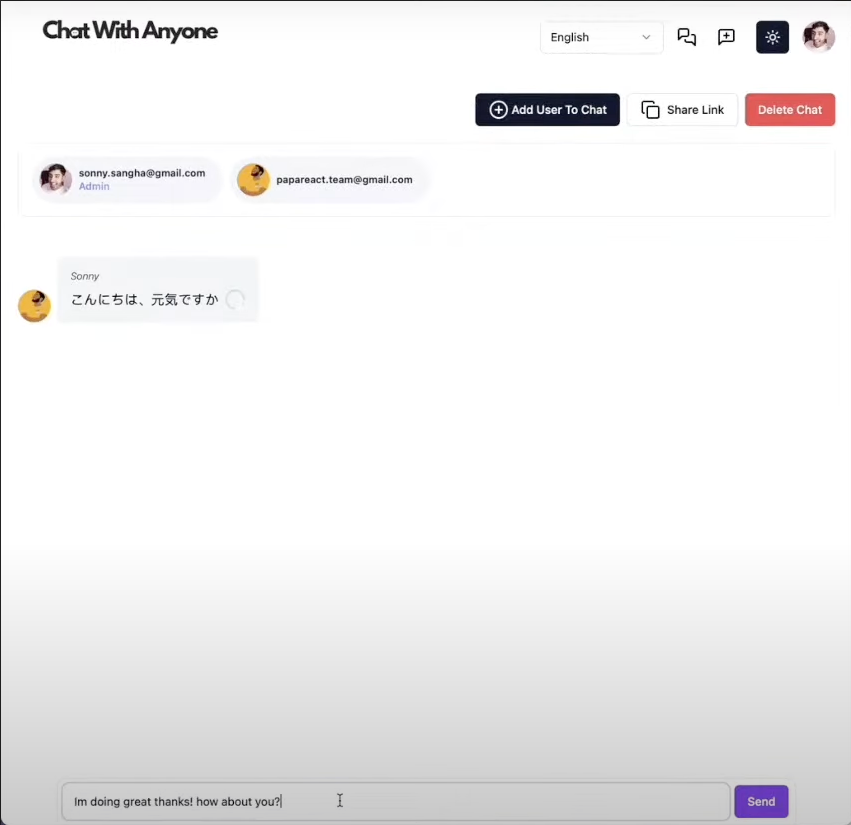 Chat With Anyone
English
Add User To Chat
Share Link
Delete Chat
sonny.sangha@gmail.com
Admin
papareact.team@gmail.com
Sonny
こんにちは、元気ですか
Im doing great thanks! how about you?
Send